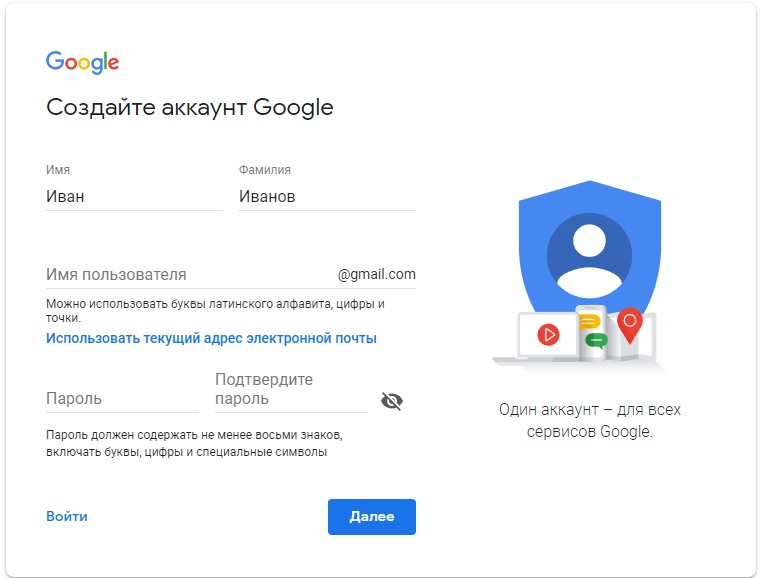 Google
Создайте аккаунт Google
Имя
Фамилия
Иван
Иванов
Имя пользователя
@gmail.com
Можно использовать буквы латинского алфавита, цифры и
точки.
Использовать текущий адрес электронной почты
Пароль
Подтвердите
пароль
Пароль должен содержать не менее восьми знаков,
включать буквы, цифры и специальные символы
Войти
Далее
Один аккаунт – для всех
сервисов Google.